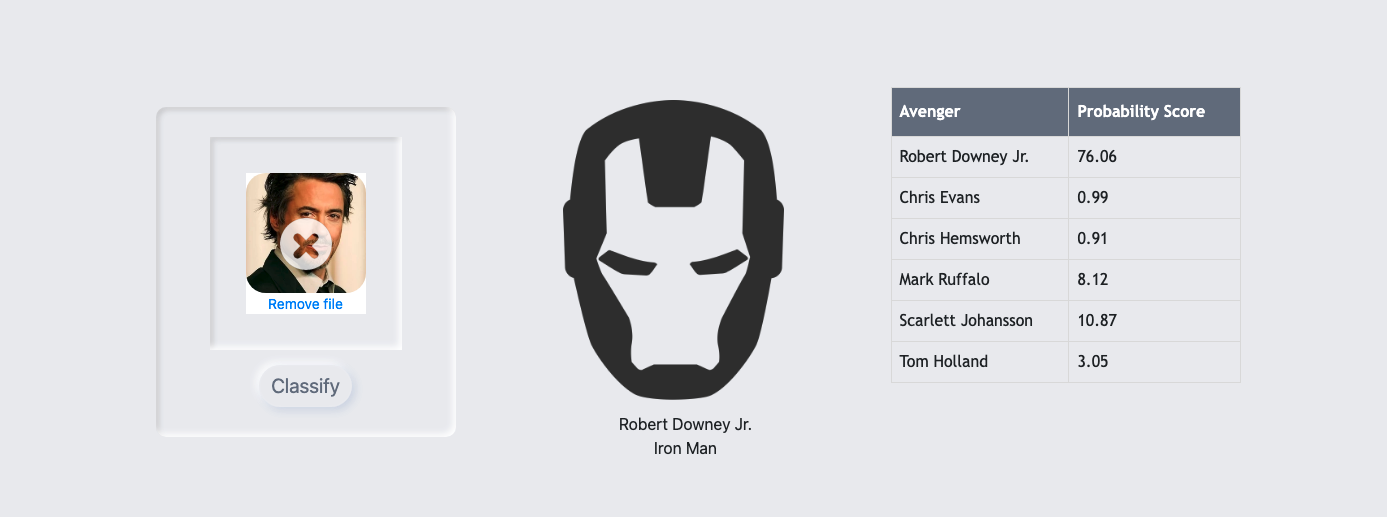 Remove file
Classify
Robert Downey Jr.
Iron Man
Avenger Probability Score
Robert Downey Jr. 76.06
Chris Evans 0.99
Chris Hemsworth 0.91
Mark Ruffalo 8.12
Scarlett Johansson 10.87
Tom Holland 3.05